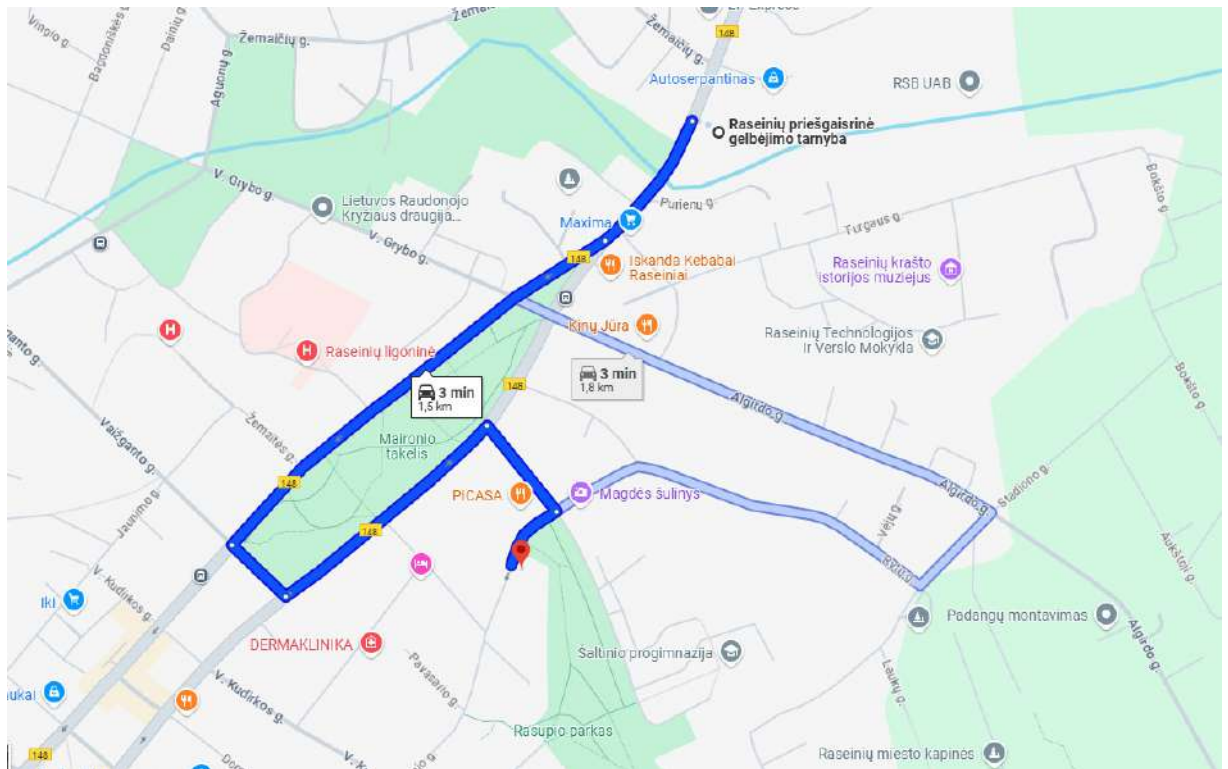 Žemaičių g.
Dainių g.
Žemaičių g.
148
Žemaičių g.
Aguonų g.
Autoserpantinas
RSB UAB
Raseinių priešgaisrinė
gelbėjimo tarnyba
V. Grybo g.
Bokšto g.
Lietuvos Raudonojo
Kryžiaus draugija...
Purienų g.
Maxima
Turgaus g.
V. Grybo g.
148
Iskanda Kebabai
Raseiniai
Raseinių krašto
istorijos muziejus
Kinų Jūra
Raseinių Technologijos
Ir Verslo Mokykla
Raseinių ligoninė
3 min
1,8 km
3 min
1,5 km
148
Bokšto g.
Algirdo g.
Vaižganto g.
Žemaitės g.
Maironio
takelis
148
PICASA
Magdės šulinys
Algirdo g.
Stadiono g.
Jaunimo g.
148
Vėjų g.
V. Kudirkos g.
Iki
Padangų montavimas
DERMAKLINIKA
Šaltinio progimnazija
Algirdo g.
Pavasario g.
Laukų g.
V. Kudirkos g.
Rasupio parkas
148
Raseinių miesto kapinės